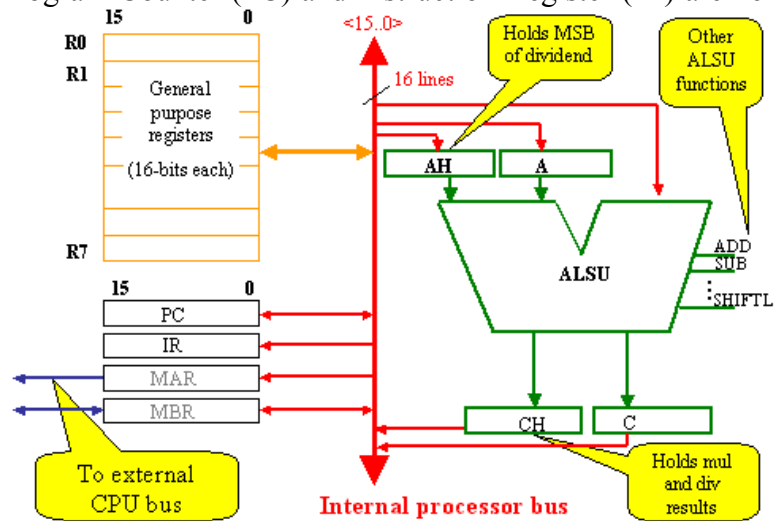 15 0
R0
R1
General
purpose
registers
(16-bits each)
R7
<15..0>
16 lines
Holds MSB
of dividend
Other
ALSU
functions
AH
A
ALSU
ADD
SUB
SHIFTL
15 0
PC
IR
MAR
MBR
CH
C
To external
CPU bus
Holds mul
and div
results
Internal processor bus